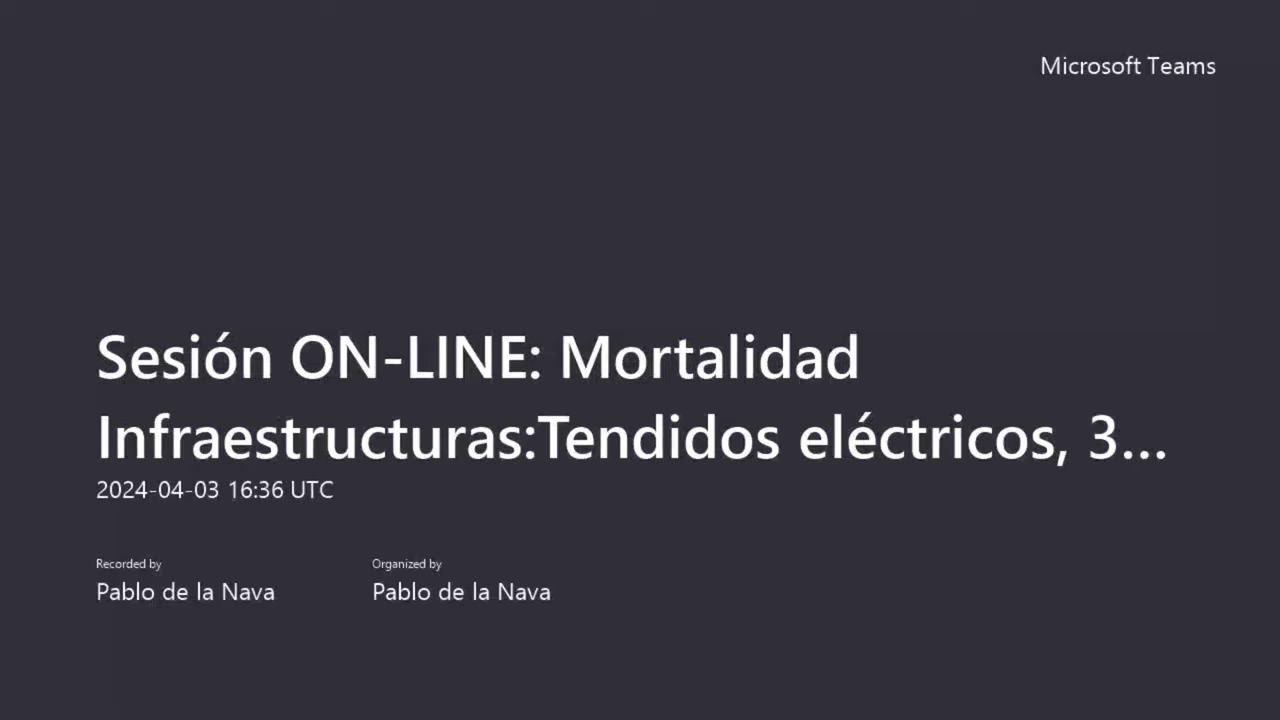 Microsoft Teams
Sesión ON-LINE: Mortalidad
Infraestructuras:Tendidos eléctricos, 3...
2024-04-03 16:36 UTC
Recorded by
Organized by
Pablo de la Nava
Pablo de la Nava